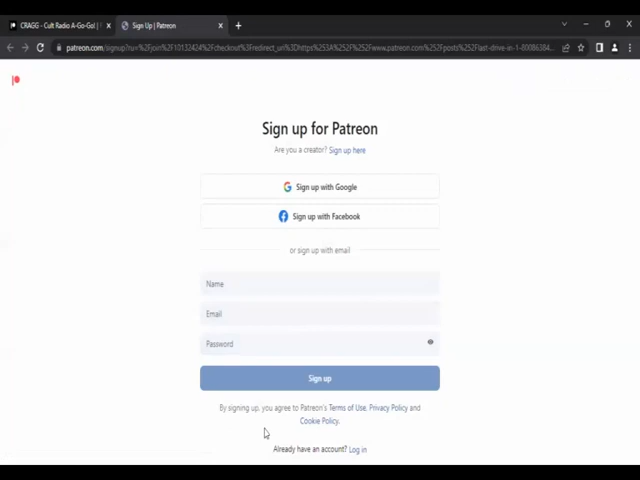 CRAGG - Cult Radio A-Go-Go! |
Sign Up | Patreon
Sign up for Patreon
Are you a creator? Sign up here
Sign up with Google
Sign up with Facebook
or sign up with email
Name
Email
Password
Sign up
By signing up, you agree to Patreon's Terms of Use, Privacy Policy and
Cookie Policy.
Already have an account? Log in